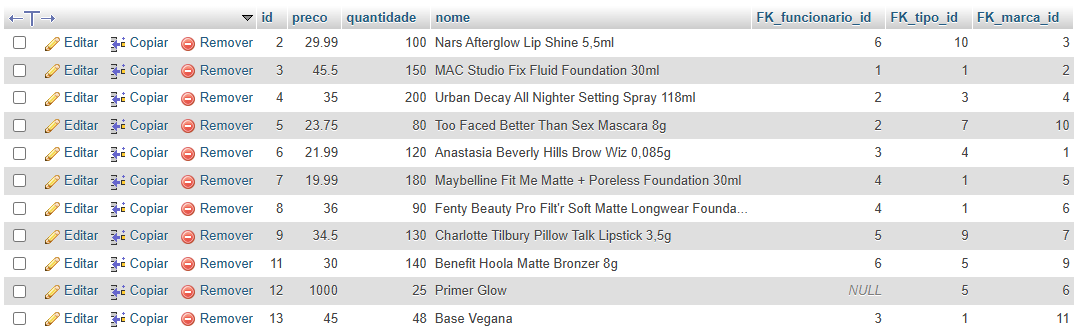 id preco quantidade nome FK_funcionario_id FK_tipo_id FK_marca_id
Editar Copiar Remover 2 29.99 100 Nars Afterglow Lip Shine 5,5ml 6 10 3
Editar Copiar Remover 3 45.5 150 MAC Studio Fix Fluid Foundation 30ml 1 1 2
Editar Copiar Remover 4 35 200 Urban Decay All Nighter Setting Spray 118ml 2 3 4
Editar Copiar Remover 5 23.75 80 Too Faced Better Than Sex Mascara 8g 2 7 10
Editar Copiar Remover 6 21.99 120 Anastasia Beverly Hills Brow Wiz 0,085g 3 4 1
Editar Copiar Remover 7 19.99 180 Maybelline Fit Me Matte + Poreless Foundation 30ml 4 1 5
Editar Copiar Remover 8 36 90 Fenty Beauty Pro Filt'r Soft Matte Longwear Founda... 4 1 6
Editar Copiar Remover 9 34.5 130 Charlotte Tilbury Pillow Talk Lipstick 3,5g 5 9 7
Editar Copiar Remover 11 30 140 Benefit Hoola Matte Bronzer 8g 6 5 9
Editar Copiar Remover 12 1000 25 Primer Glow NULL 5 6
Editar Copiar Remover 13 45 48 Base Vegana 3 1 11